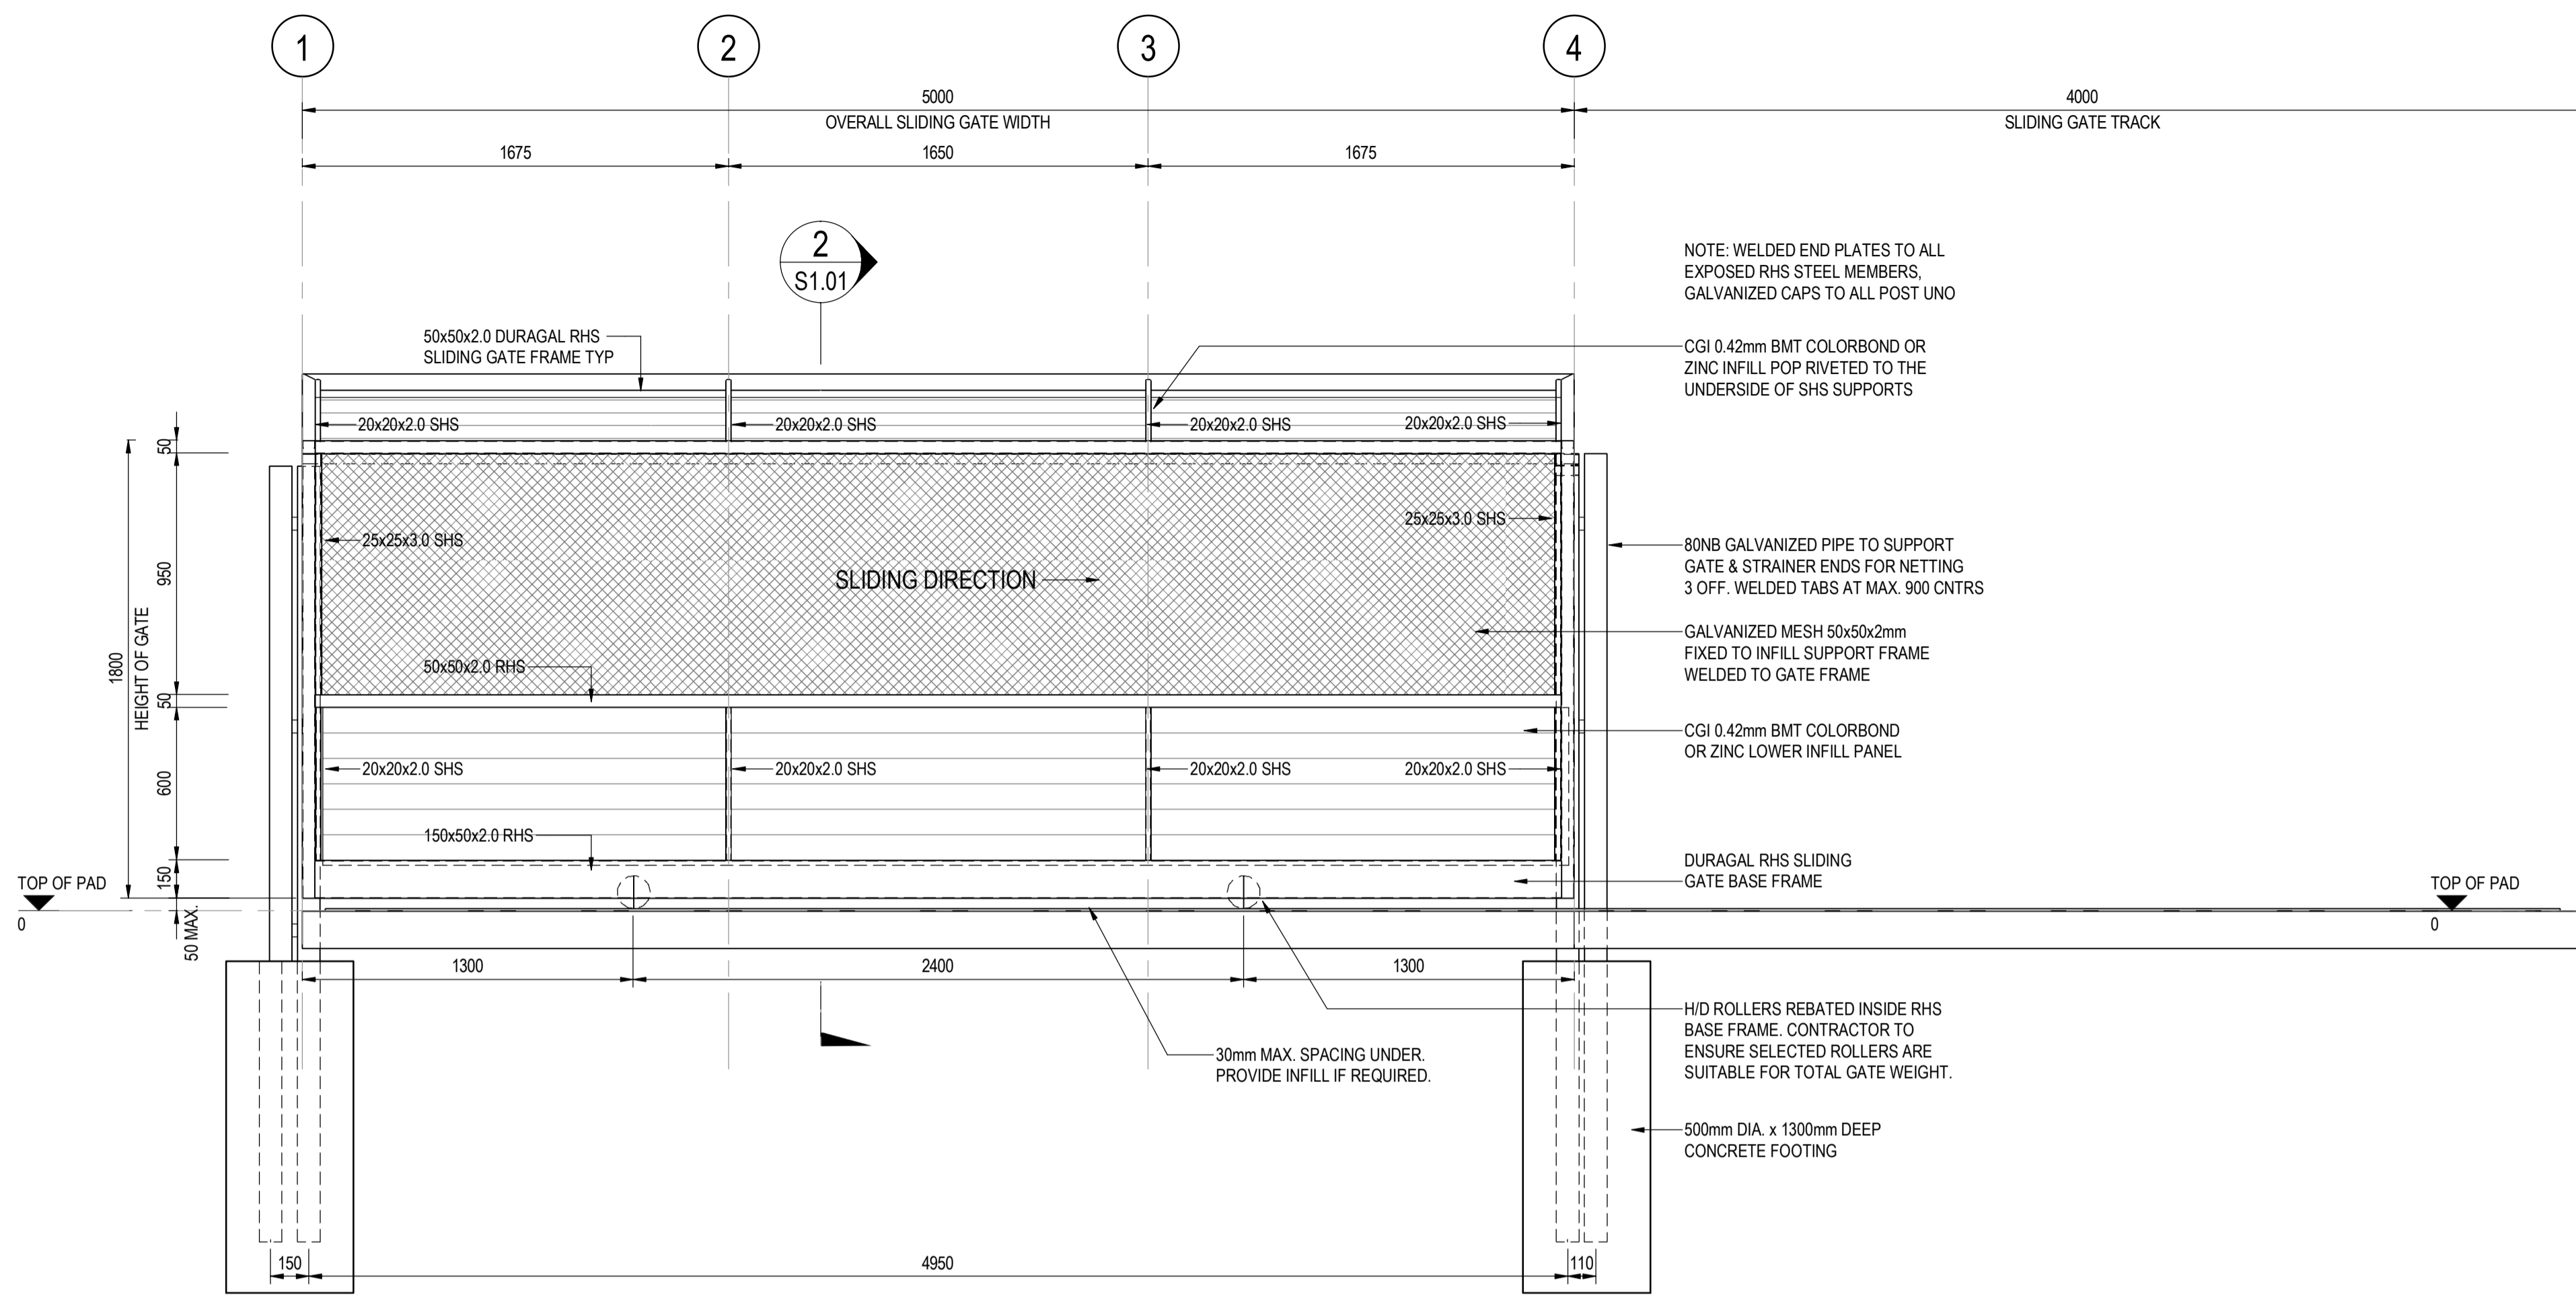 1
2
3
4
5000
OVERALL SLIDING GATE WIDTH
4000
SLIDING GATE TRACK
1675
1650
1675
2
S1.01
NOTE: WELDED END PLATES TO ALL
EXPOSED RHS STEEL MEMBERS,
GALVANIZED CAPS TO ALL POST UNO
50x50x2.0 DURAGAL RHS
SLIDING GATE FRAME TYP
CGI 0.42mm BMT COLORBOND OR
ZINC INFILL POP RIVETED TO THE
UNDERSIDE OF SHS SUPPORTS
20x20x2.0 SHS
20x20x2.0 SHS
20x20x2.0 SHS
20x20x2.0 SHS
50
950
50
600
150
50 MAX.
1800
HEIGHT OF GATE
25x25x3.0 SHS
25x25x3.0 SHS
SLIDING DIRECTION
80NB GALVANIZED PIPE TO SUPPORT
GATE & STRAINER ENDS FOR NETTING
3 OFF. WELDED TABS AT MAX. 900 CNTRS
GALVANIZED MESH 50x50x2mm
FIXED TO INFILL SUPPORT FRAME
WELDED TO GATE FRAME
50x50x2.0 RHS
CGI 0.42mm BMT COLORBOND
OR ZINC LOWER INFILL PANEL
20x20x2.0 SHS
20x20x2.0 SHS
20x20x2.0 SHS
20x20x2.0 SHS
150x50x2.0 RHS
DURAGAL RHS SLIDING
GATE BASE FRAME
TOP OF PAD
0
TOP OF PAD
0
1300
2400
1300
H/D ROLLERS REBATED INSIDE RHS
BASE FRAME. CONTRACTOR TO
ENSURE SELECTED ROLLERS ARE
SUITABLE FOR TOTAL GATE WEIGHT.
30mm MAX. SPACING UNDER.
PROVIDE INFILL IF REQUIRED.
500mm DIA. x 1300mm DEEP
CONCRETE FOOTING
150
4950
110